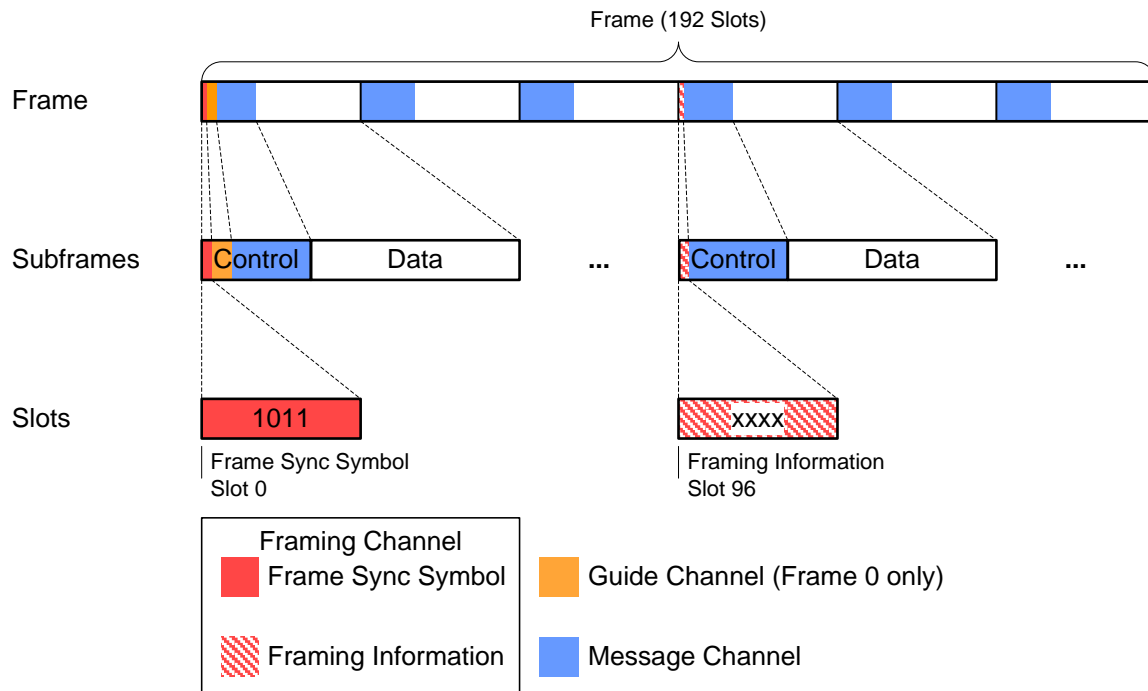 Frame (192 Slots)
Frame
Subframes
Control
Data
...
Control
Data
...
Slots
1011
xxxx
Frame Sync Symbol
Slot 0
Framing Information
Slot 96
Framing Channel
Frame Sync Symbol
Guide Channel (Frame 0 only)
Framing Information
Message Channel